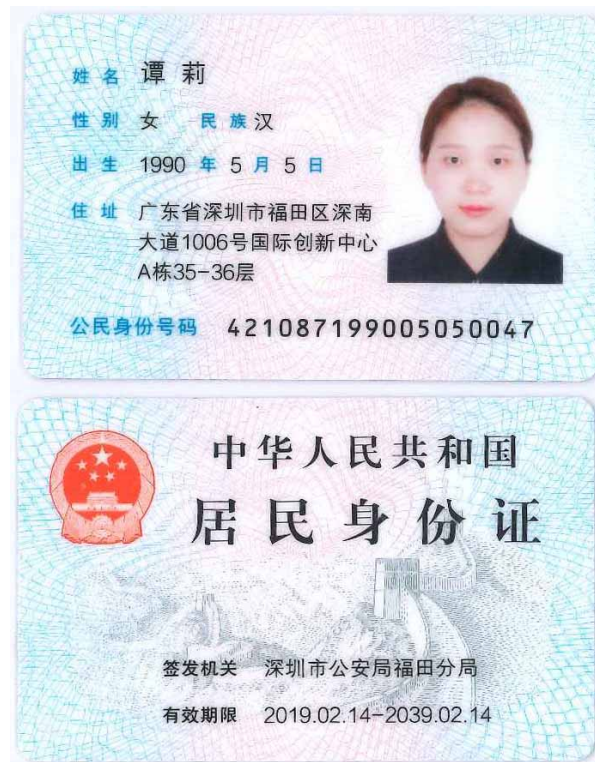 姓名 谭莉
性别 女 民族 汉
出生 1990 年 5 月 5 日
住址 广东省深圳市福田区深南
大道1006号国际创新中心
A栋35-36层
公民身份号码 421087199005050047
中华人民共和国
居民身份证
签发机关 深圳市公安局福田分局
有效期限 2019.02.14-2039.02.14